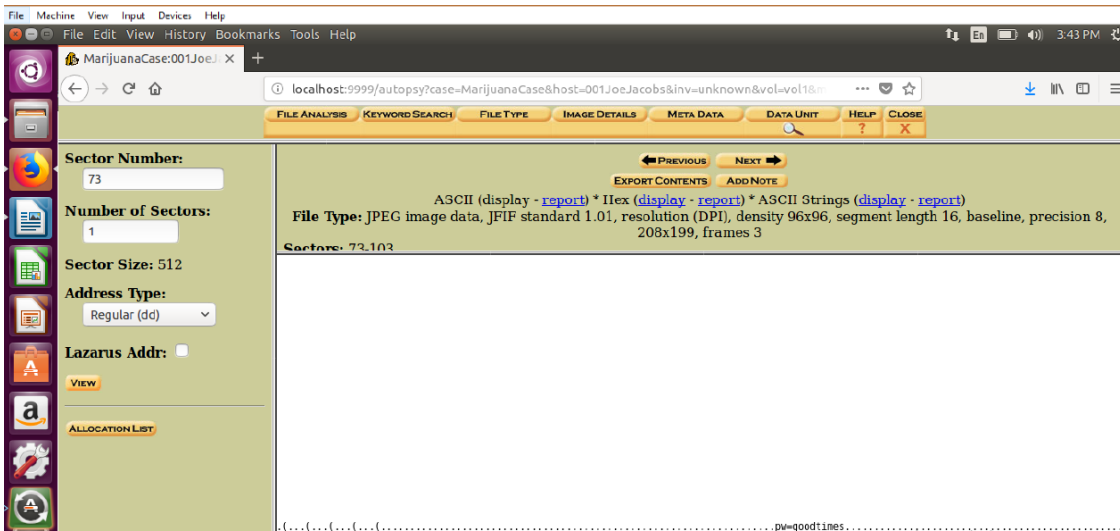 File Machine View Input Devices Help
File Edit View History Bookmarks Tools Help
En
3:43 PM
MarijuanaCase:001JoeJ
localhost:9999/autopsy?case=MarijuanaCase&host=001JoeJacobs&inv=unknown&vol=vol1&m
FILE ANALYSIS KEYWORD SEARCH FILE TYPE IMAGE DETAILS META DATA DATA UNIT HELP CLOSE
? X
Sector Number:
73
Number of Sectors:
1
Sector Size: 512
Address Type:
Regular (dd)
Lazarus Addr:
VIEW
ALLOCATION LIST
PREVIOUS NEXT
EXPORT CONTENTS ADD NOTE
ASCII (display - report) * Hex (display - report) * ASCII Strings (display - report)
File Type: JPEG image data, JFIF standard 1.01, resolution (DPI), density 96x96, segment length 16, baseline, precision 8,
208x199, frames 3
Sectors: 73-103
.(...(...(...(...(..............................................................pw=goodtimes..............................................